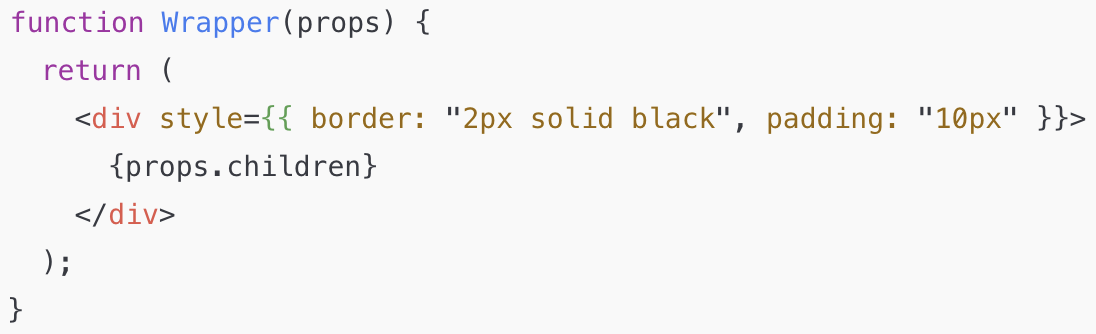 function Wrapper(props) {
  return (
    <div style={{ border: "2px solid black", padding: "10px" }}>
      {props.children}
    </div>
  );
}